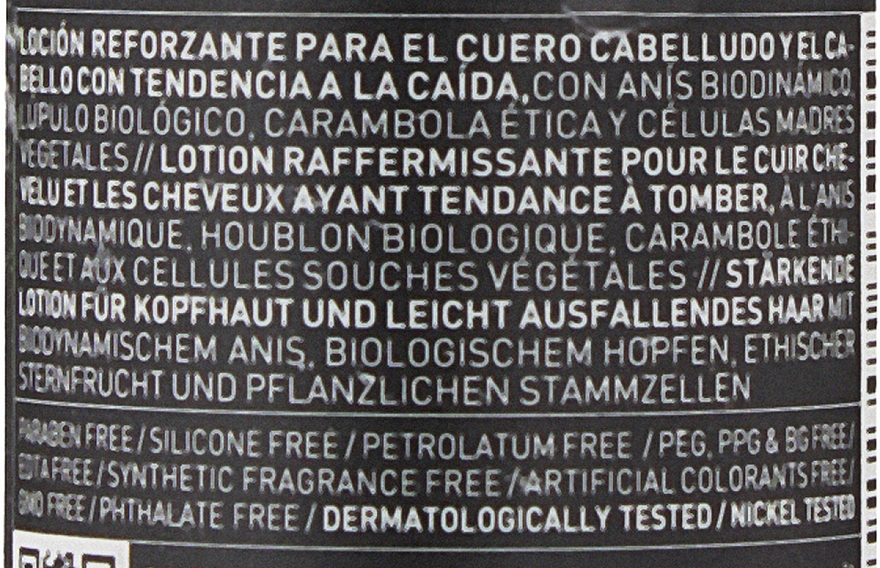 LOCIÓN REFORZANTE PARA EL CUERO CABELLUDO Y EL CA-
BELLO CON TENDENCIA A LA CAÍDA, CON ANÍS BIODINÁMICO,
LÚPULO BIOLÓGICO, CARAMBOLA ÉTICA Y CÉLULAS MADRES
VEGETALES // LOTION RAFFERMISSANTE POUR LE CUIR CHE-
VELU ET LES CHEVEUX AYANT TENDANCE À TOMBER, À L'ANIS
BIODYNAMIQUE, HOUBLON BIOLOGIQUE, CARAMBOLE ÉTHI-
QUE ET AUX CELLULES SOUCHES VÉGÉTALES // STÄRKENDE
LOTION FÜR KOPFHAUT UND LEICHT AUSFALLENDES HAAR MIT
BIODYNAMISCHEM ANIS, BIOLOGISCHEM HOPFEN, ETHISCHER
STERNFRUCHT UND PFLANZLICHEN STAMMZELLEN
PARABEN FREE / SILICONE FREE / PETROLATUM FREE / PEG, PPG & BG FREE /
EDTA FREE / SYNTHETIC FRAGRANCE FREE / ARTIFICIAL COLORANTS FREE /
GMO FREE / PHTHALATE FREE / DERMATOLOGICALLY TESTED / NICKEL TESTED